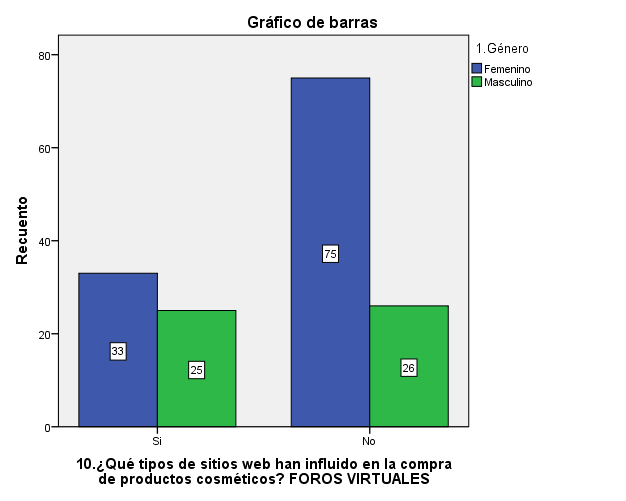 Gráfico de barras
1.Género
Femenino
Masculino
Recuento
80
60
40
20
0
33
25
75
26
Si
No
10.¿Qué tipos de sitios web han influido en la compra
de productos cosméticos? FOROS VIRTUALES